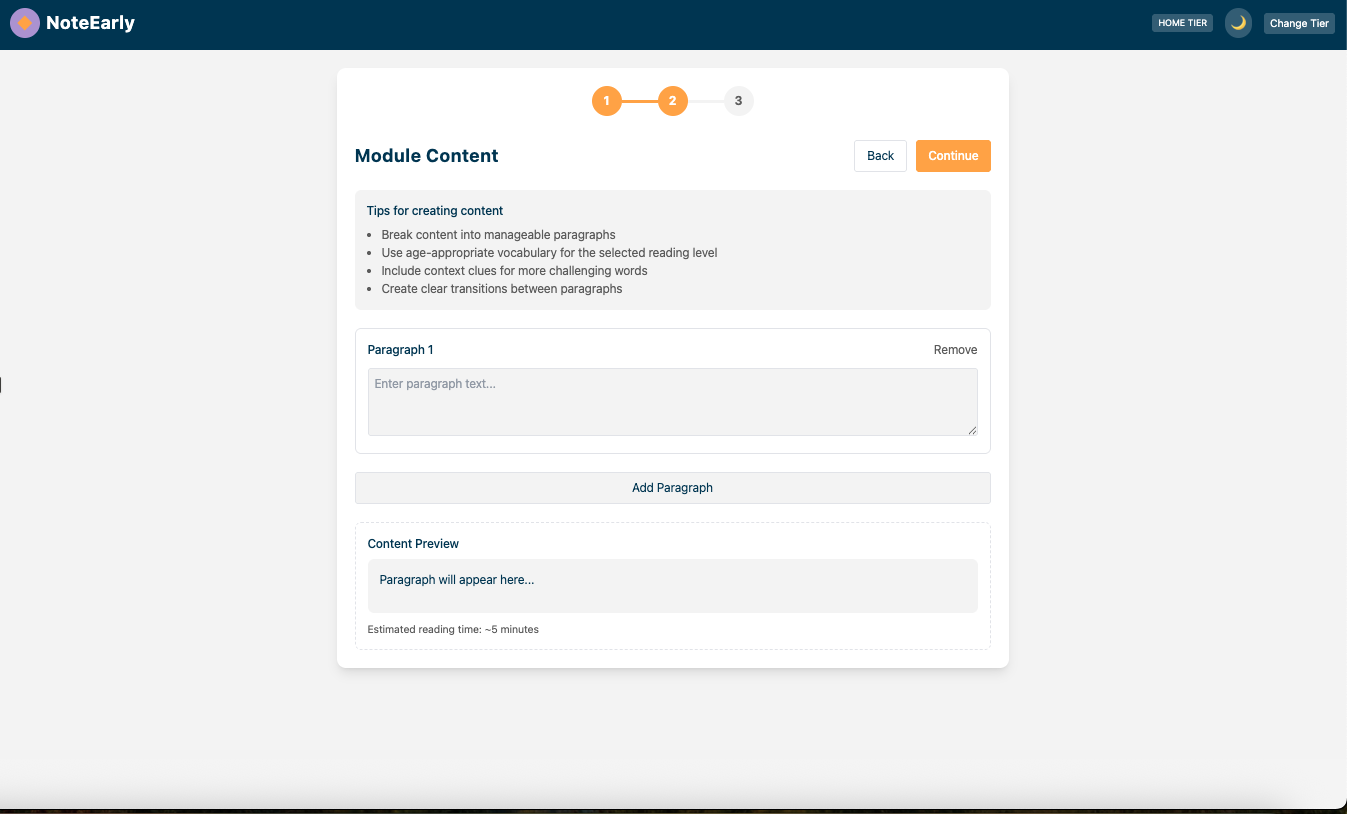 NoteEarly
HOME TIER
Change Tier
1
2
3
Module Content
Back
Continue
Tips for creating content
• Break content into manageable paragraphs
• Use age-appropriate vocabulary for the selected reading level
• Include context clues for more challenging words
• Create clear transitions between paragraphs
Paragraph 1
Remove
Enter paragraph text...
Add Paragraph
Content Preview
Paragraph will appear here...
Estimated reading time: ~5 minutes